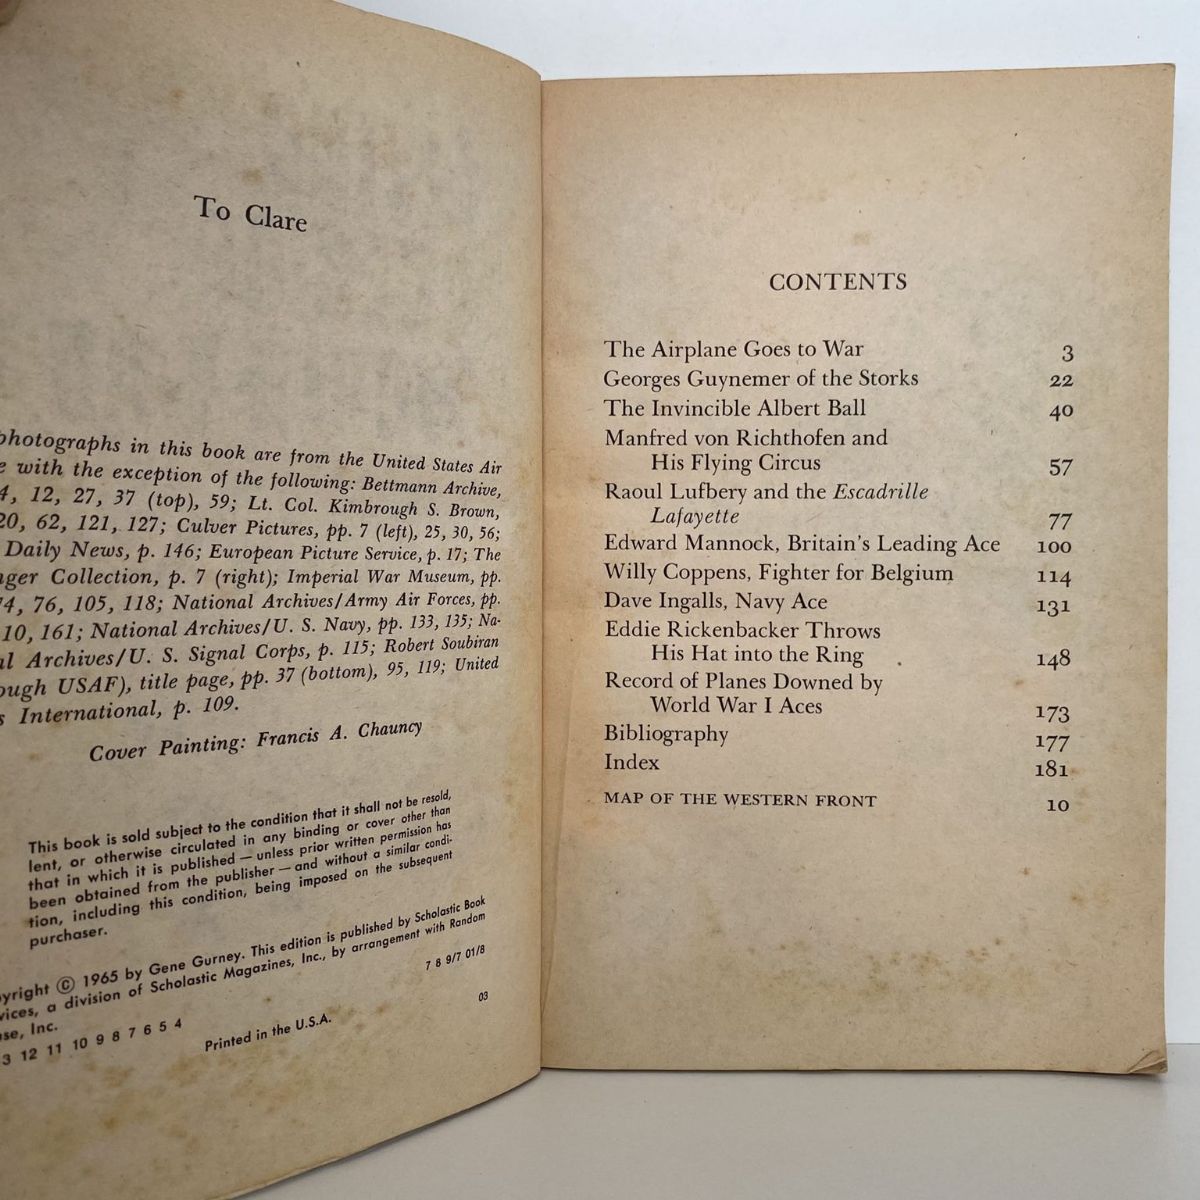 To Clare
photographs in this book are from the United States Air
with the exception of the following: Bettmann Archive,
4, 12, 27, 37 (top), 59; Lt. Col. Kimbrough S. Brown,
20, 62, 121, 127; Culver Pictures, pp. 7 (left), 25, 30, 56;
Daily News, p. 146; European Picture Service, p. 17; The
nger Collection, p. 7 (right); Imperial War Museum, pp.
74, 76, 105, 118; National Archives/Army Air Forces, pp.
10, 161; National Archives/U. S. Navy, pp. 133, 135; Na-
al Archives/U. S. Signal Corps, p. 115; Robert Soubiran
ough USAF), title page, pp. 37 (bottom), 95, 119; United
s International, p. 109.
Cover Painting: Francis A. Chauncy
This book is sold subject to the condition that it shall not be resold,
lent, or otherwise circulated in any binding or cover other than
that in which it is published — unless prior written permission has
been obtained from the publisher — and without a similar condi-
tion, including this condition, being imposed on the subsequent
purchaser.
pyright © 1965 by Gene Gurney. This edition is published by Scholastic Book
vices, a division of Scholastic Magazines, Inc., by arrangement with Random
se, Inc.
3 12 11 10 9 8 7 6 5 4
7 8 9/7 01/8
Printed in the U.S.A.
03
CONTENTS
The Airplane Goes to War 3
Georges Guynemer of the Storks 22
The Invincible Albert Ball 40
Manfred von Richthofen and
His Flying Circus 57
Raoul Lufbery and the Escadrille
Lafayette 77
Edward Mannock, Britain's Leading Ace 100
Willy Coppens, Fighter for Belgium 114
Dave Ingalls, Navy Ace 131
Eddie Rickenbacker Throws
His Hat into the Ring 148
Record of Planes Downed by
World War I Aces 173
Bibliography 177
Index 181
MAP OF THE WESTERN FRONT 10